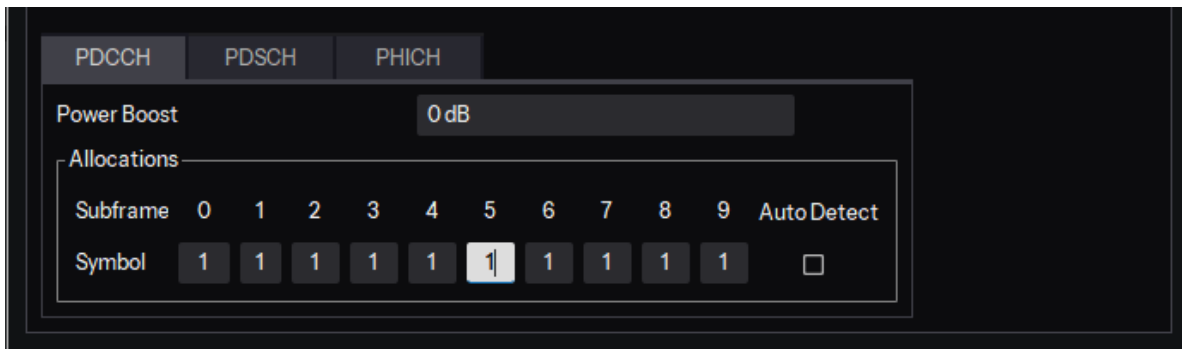 PDCCH PDSCH PHICH
Power Boost 0 dB
Allocations
Subframe 0 1 2 3 4 5 6 7 8 9 Auto Detect
Symbol 1 1 1 1 1 1 1 1 1 1